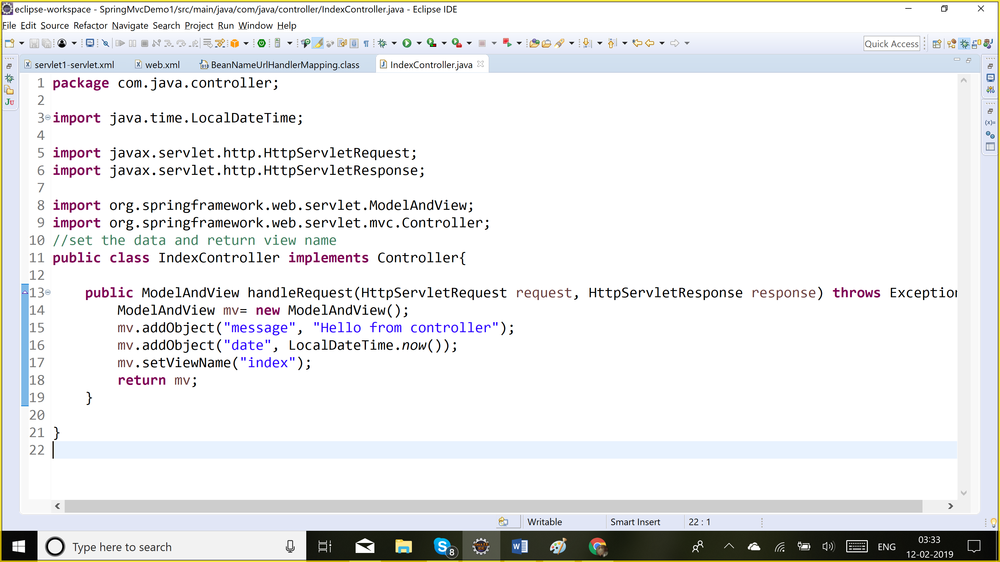 eclipse-workspace - SpringMvcDemo1/src/main/java/com/java/controller/IndexController.java - Eclipse IDE
File Edit Source Refactor Navigate Search Project Run Window Help
Quick Access
servlet1-servlet.xml web.xml BeanNameUrlHandlerMapping.class IndexController.java
1 package com.java.controller;
2
3 import java.time.LocalDateTime;
4
5 import javax.servlet.http.HttpServletRequest;
6 import javax.servlet.http.HttpServletResponse;
7
8 import org.springframework.web.servlet.ModelAndView;
9 import org.springframework.web.servlet.mvc.Controller;
10 //set the data and return view name
11 public class IndexController implements Controller{
12
13 public ModelAndView handleRequest(HttpServletRequest request, HttpServletResponse response) throws Exception
14 ModelAndView mv= new ModelAndView();
15 mv.addObject("message", "Hello from controller");
16 mv.addObject("date", LocalDateTime.now());
17 mv.setViewName("index");
18 return mv;
19 }
20
21 }
22
Writable Smart Insert 22 : 1
Type here to search
8
Java EE
IDE
ENG
03:33
12-02-2019